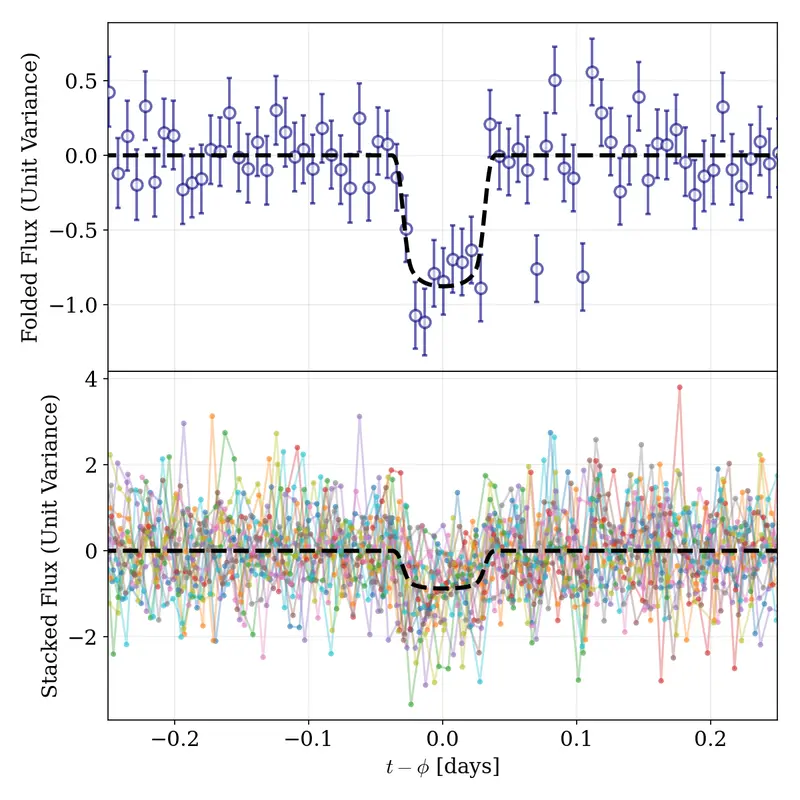 Folded Flux (Unit Variance)
0.5
0.0
−0.5
−1.0
Stacked Flux (Unit Variance)
4
2
0
−2
−0.2 −0.1 0.0 0.1 0.2
t − ϕ [days]